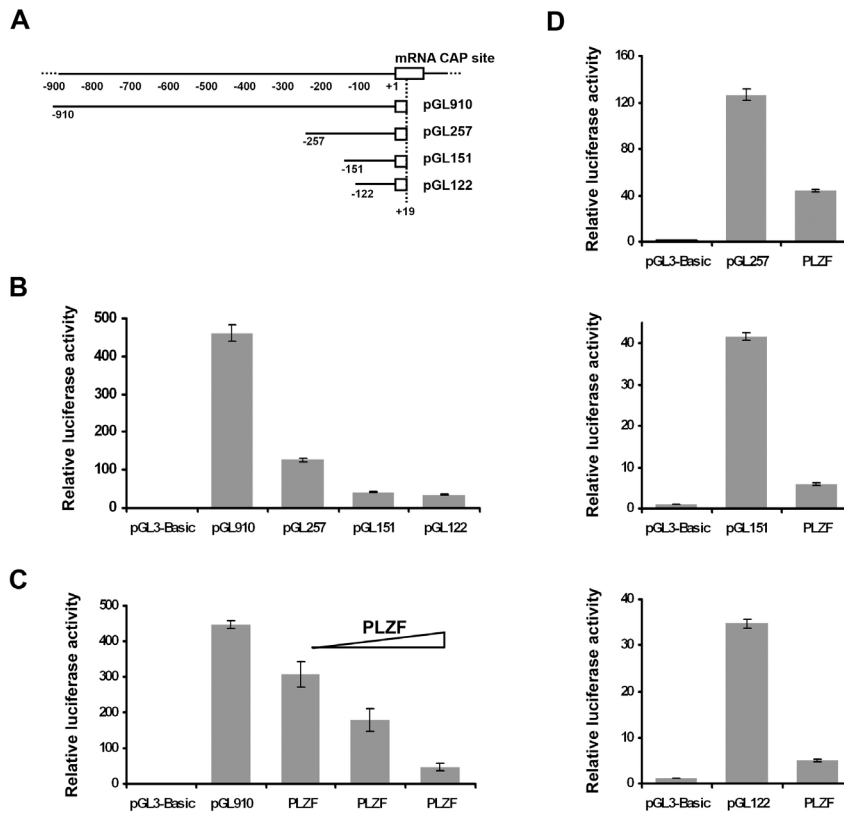 A
mRNA CAP site
-900 -800 -700 -600 -500 -400 -300 -200 -100 +1
-910
pGL910
-257
pGL257
-151
pGL151
-122
pGL122
+19
B
Relative luciferase activity
500
400
300
200
100
0
pGL3-Basic pGL910 pGL257 pGL151 pGL122
C
Relative luciferase activity
500
400
300
200
100
0
PLZF
pGL3-Basic pGL910 PLZF PLZF PLZF
D
Relative luciferase activity
160
120
80
40
0
pGL3-Basic pGL257 PLZF
Relative luciferase activity
40
30
20
10
0
pGL3-Basic pGL151 PLZF
Relative luciferase activity
40
30
20
10
0
pGL3-Basic pGL122 PLZF